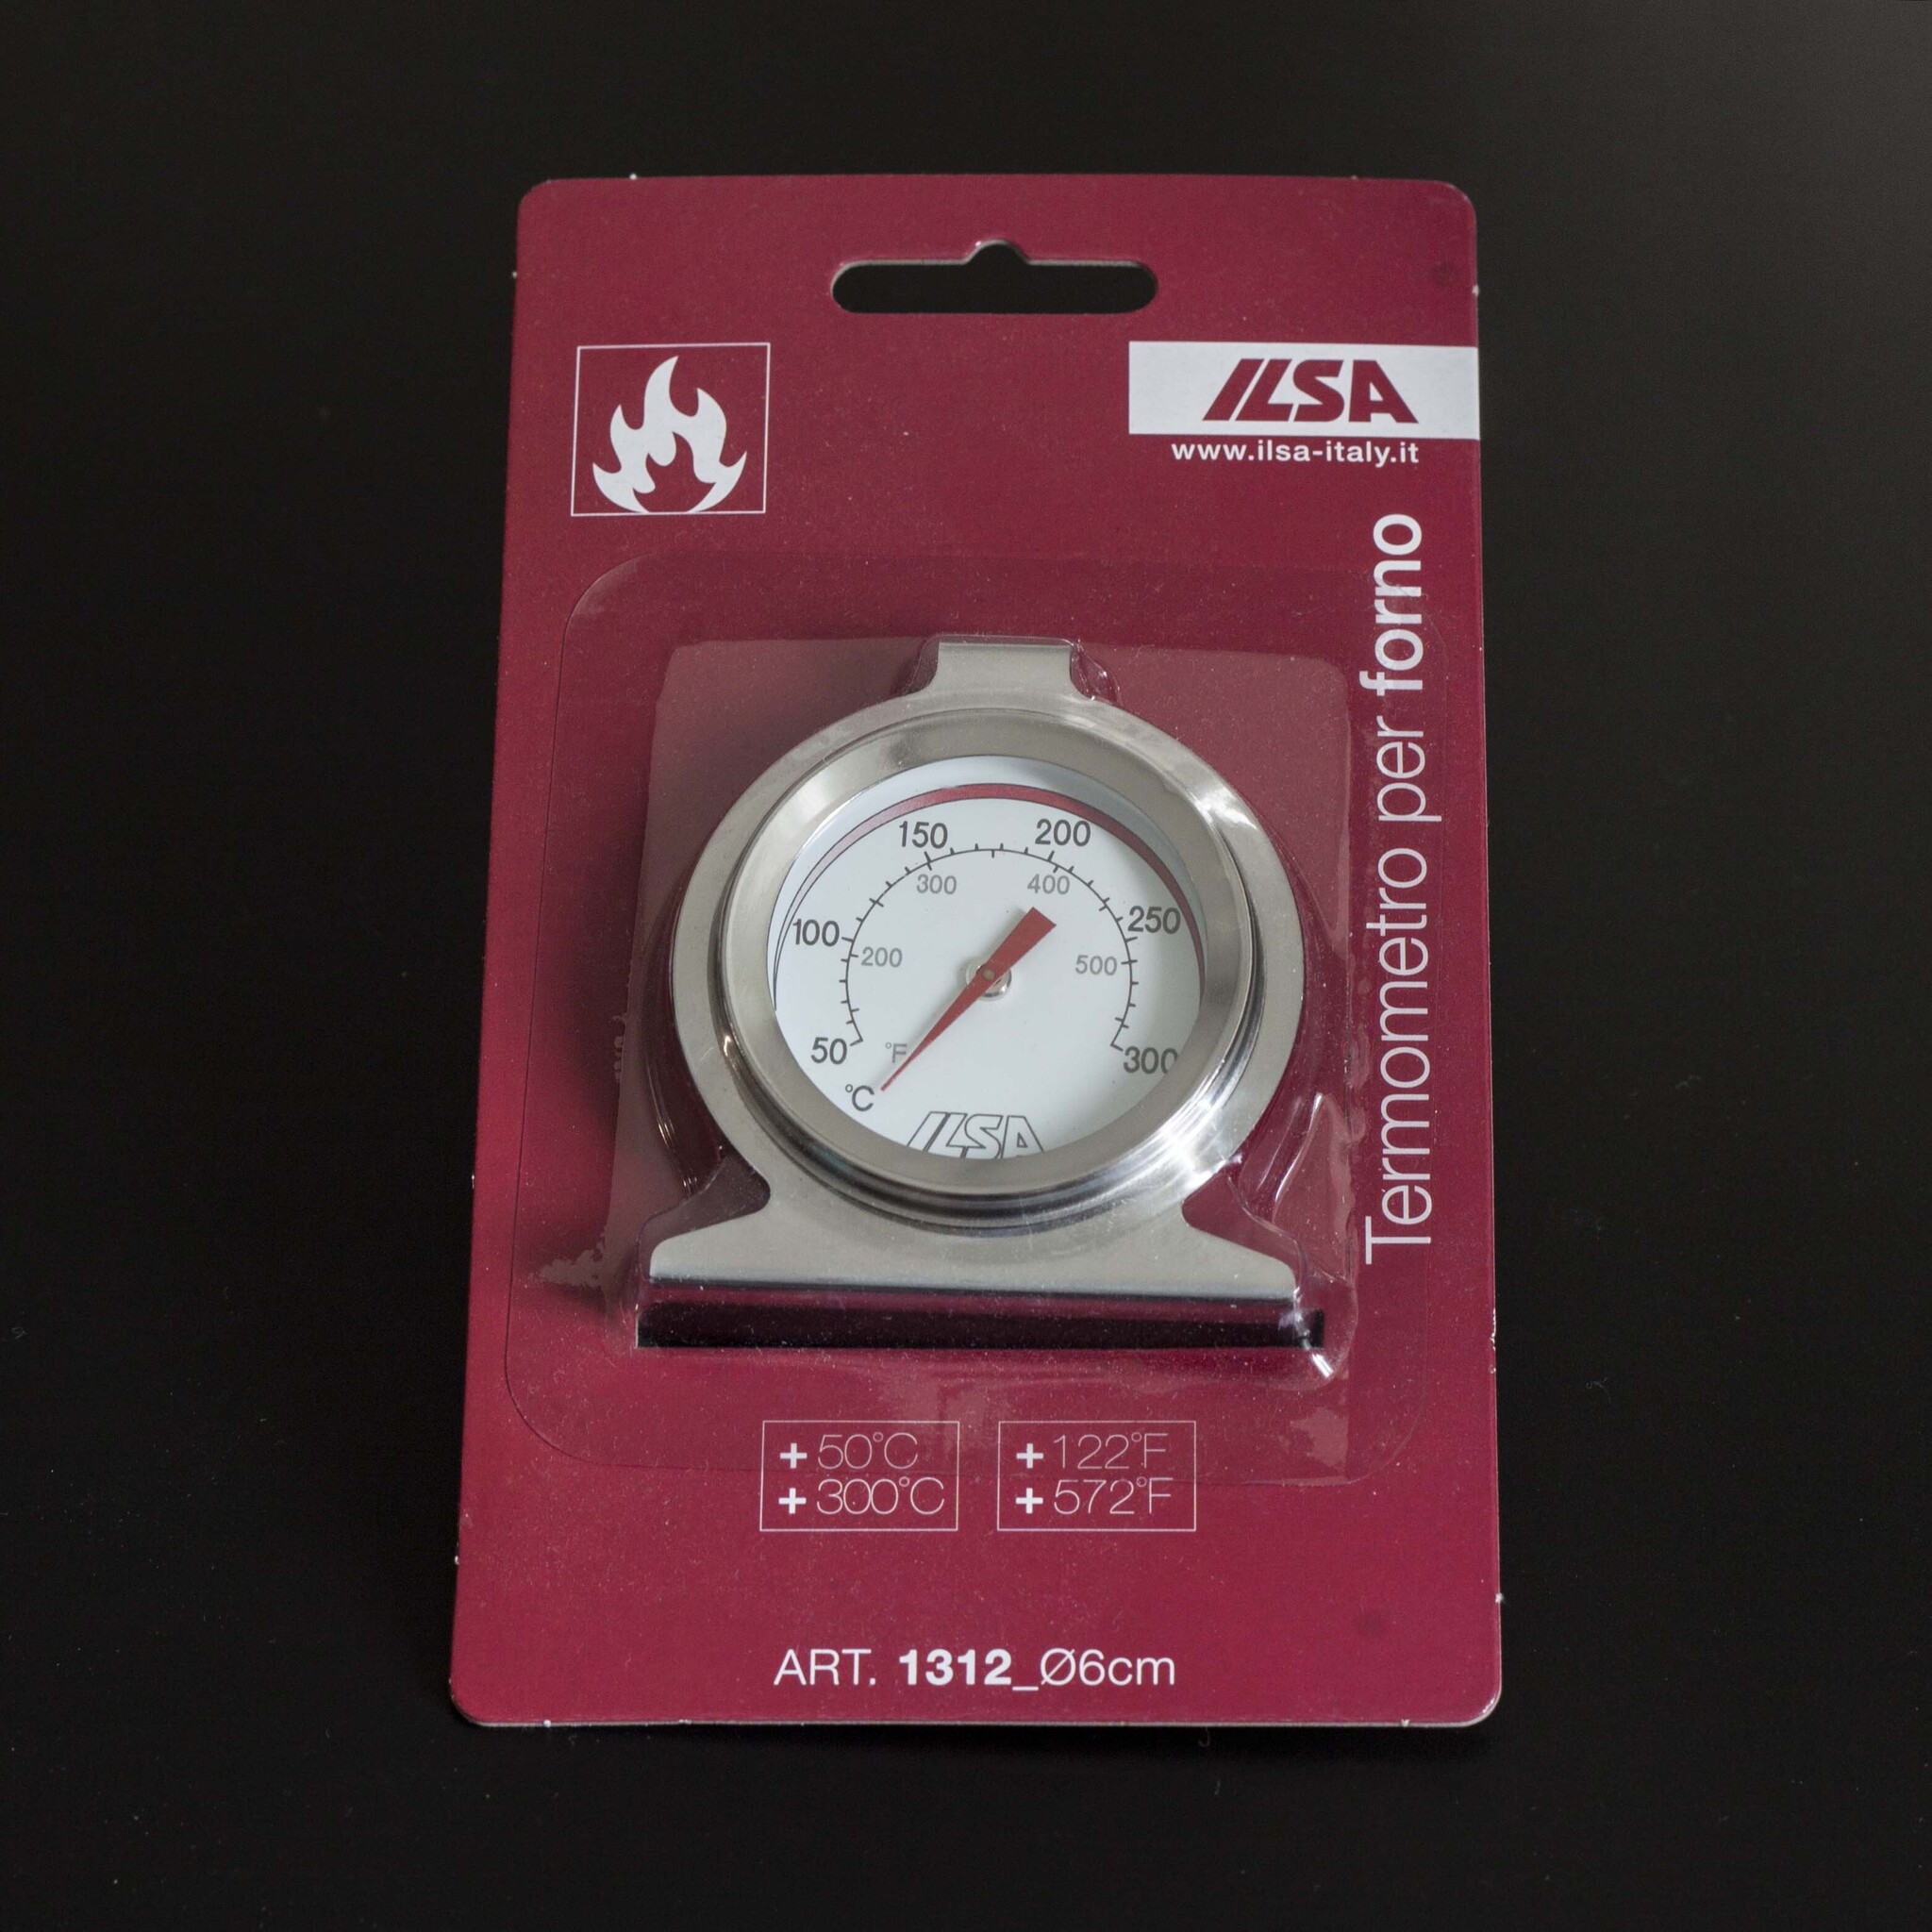 ILSA
www.ilsa-italy.it
Termometro per forno
150 200
300 400
100 250
200 500
50 °F 300
°C
ILSA
+50°C +122°F
+300°C +572°F
ART. 1312_Ø6cm